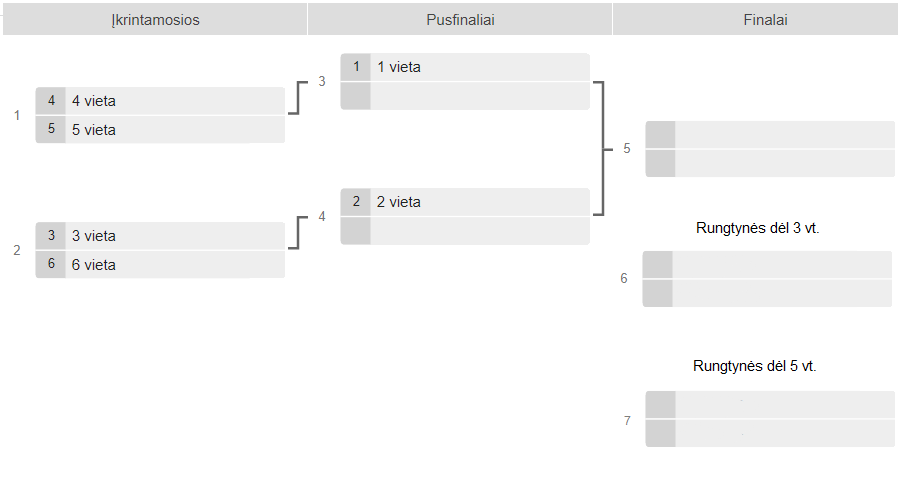 Įkrintamosios
Pusfinaliai
Finalai
1
4 4 vieta
5 5 vieta
2
3 3 vieta
6 6 vieta
3
1 1 vieta
4
2 2 vieta
5
Rungtynės dėl 3 vt.
6
Rungtynės dėl 5 vt.
7